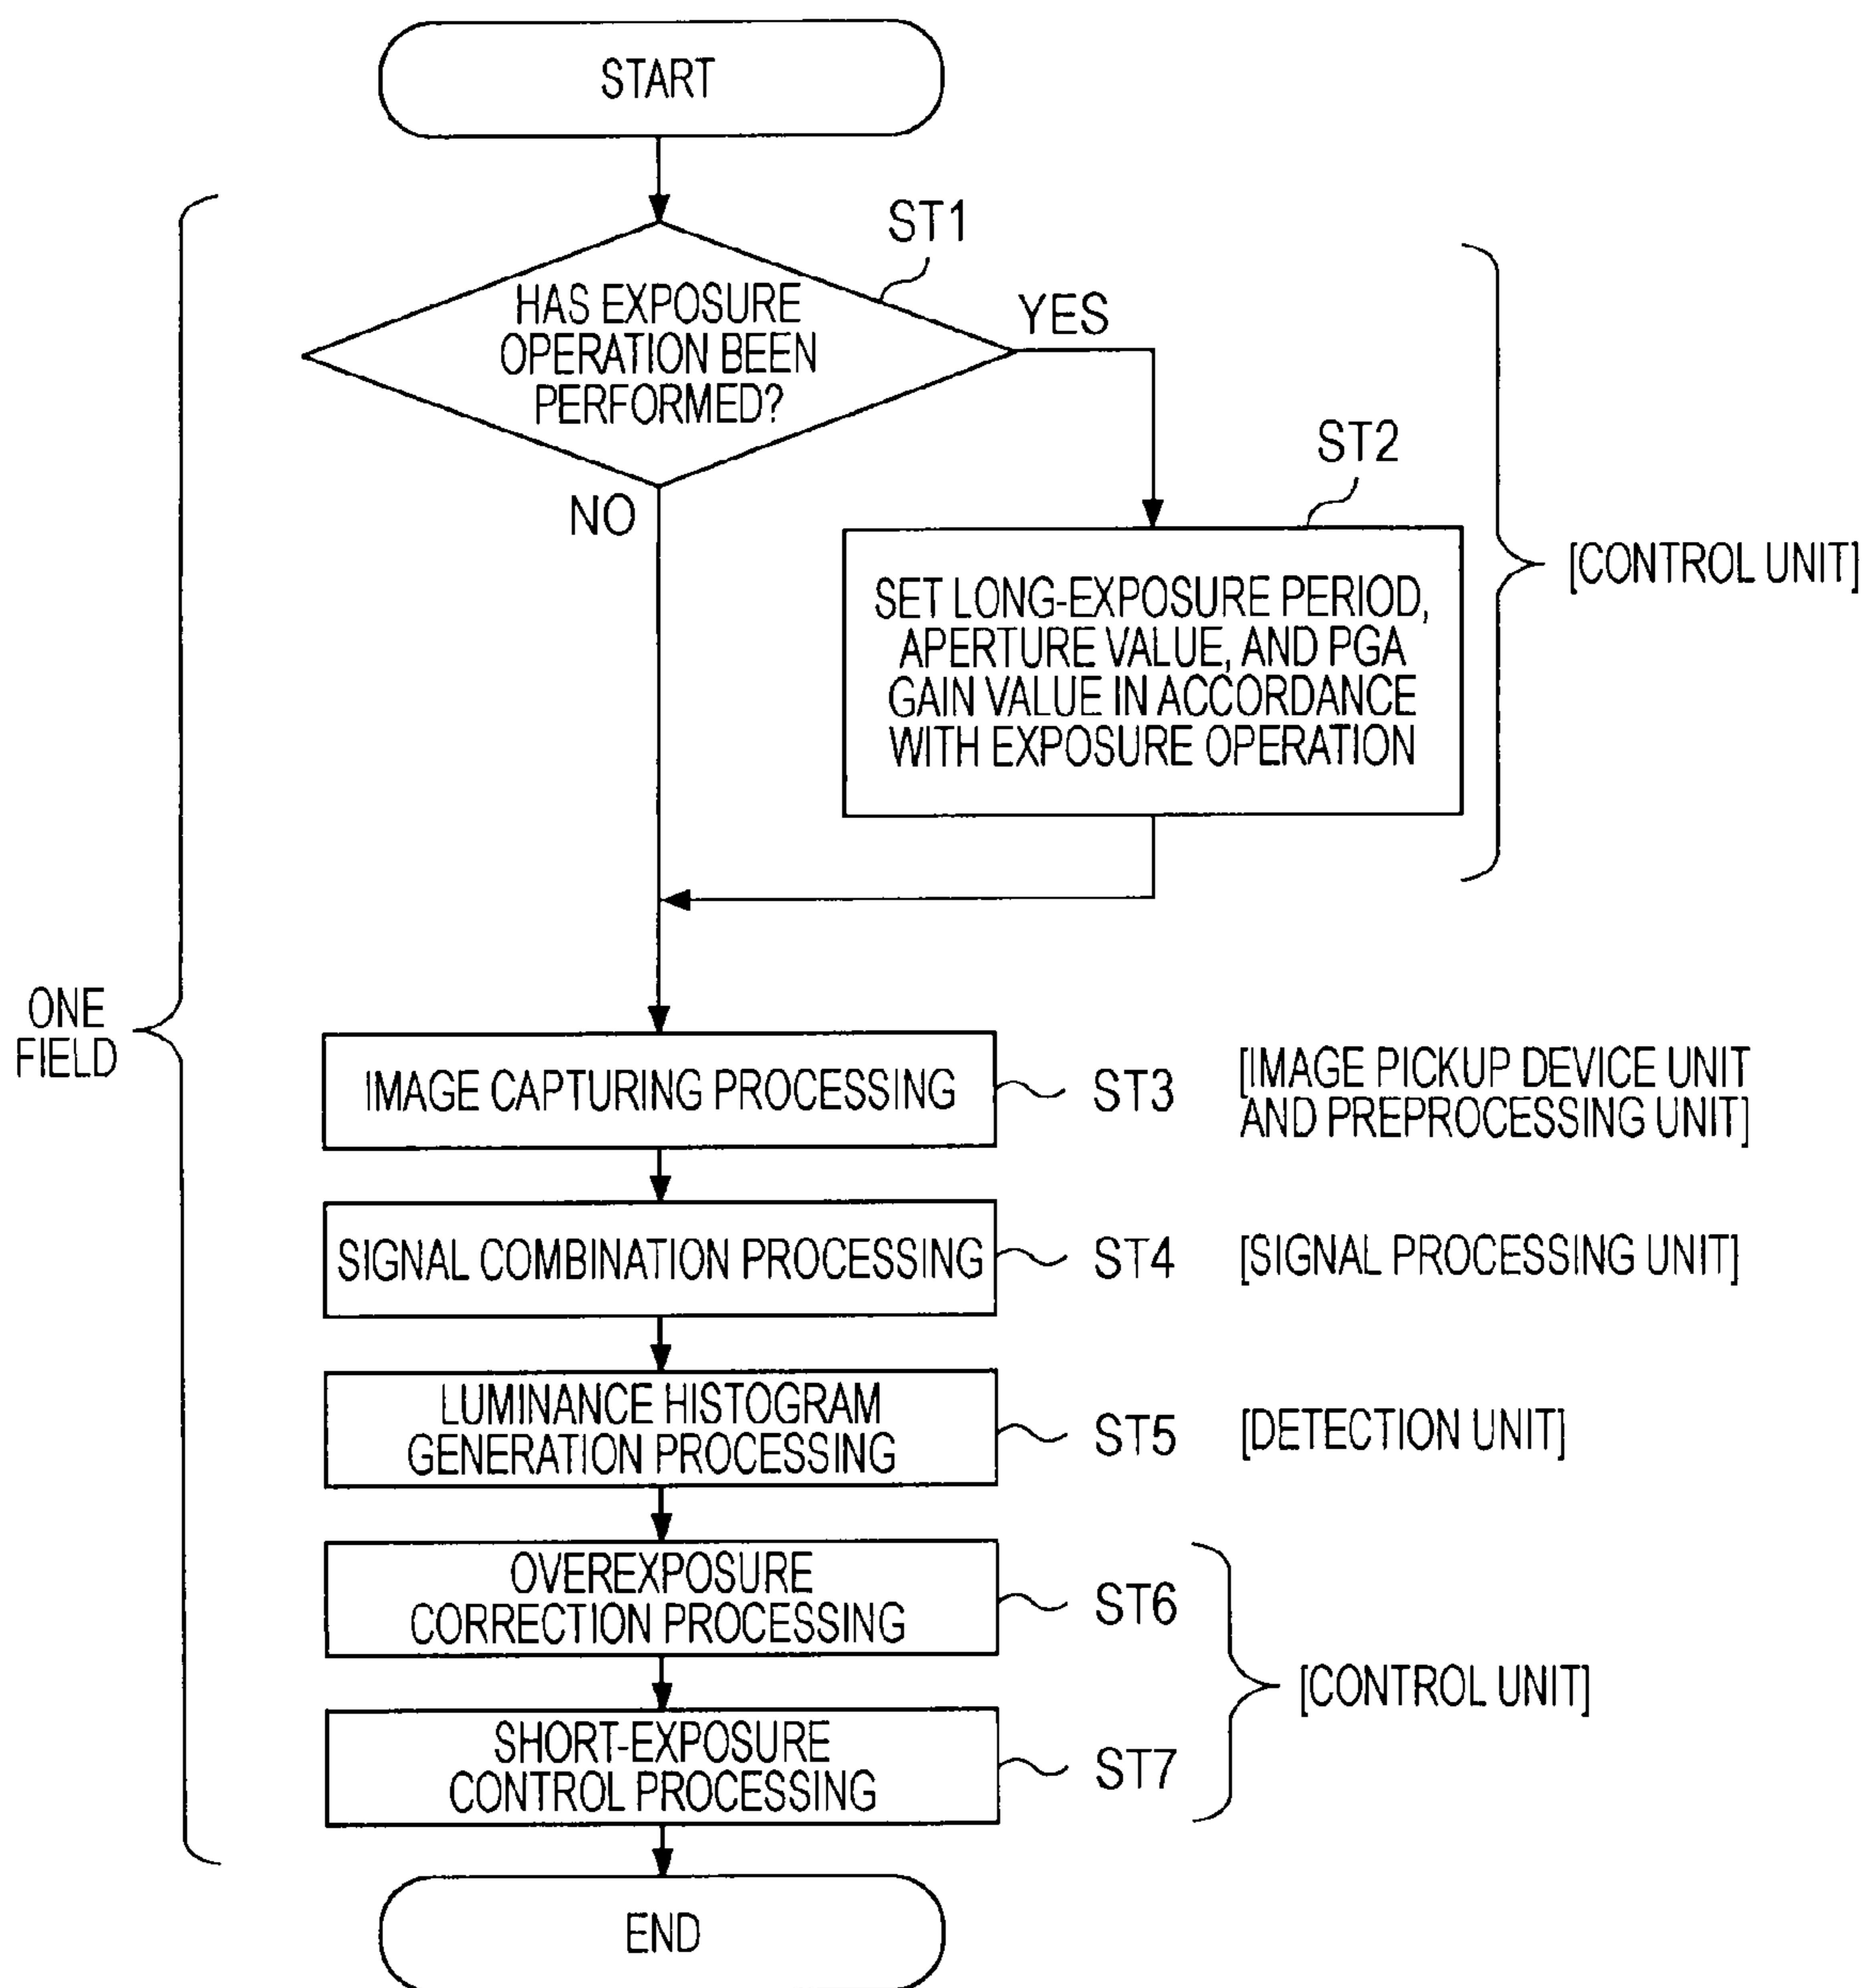 START
ST1
HAS EXPOSURE
OPERATION BEEN
PERFORMED?
YES
NO
ST2
SET LONG-EXPOSURE PERIOD,
APERTURE VALUE, AND PGA
GAIN VALUE IN ACCORDANCE
WITH EXPOSURE OPERATION
[CONTROL UNIT]
ONE
FIELD
IMAGE CAPTURING PROCESSING
ST3
[IMAGE PICKUP DEVICE UNIT
AND PREPROCESSING UNIT]
SIGNAL COMBINATION PROCESSING
ST4
[SIGNAL PROCESSING UNIT]
LUMINANCE HISTOGRAM
GENERATION PROCESSING
ST5
[DETECTION UNIT]
OVEREXPOSURE
CORRECTION PROCESSING
ST6
SHORT-EXPOSURE
CONTROL PROCESSING
ST7
[CONTROL UNIT]
END